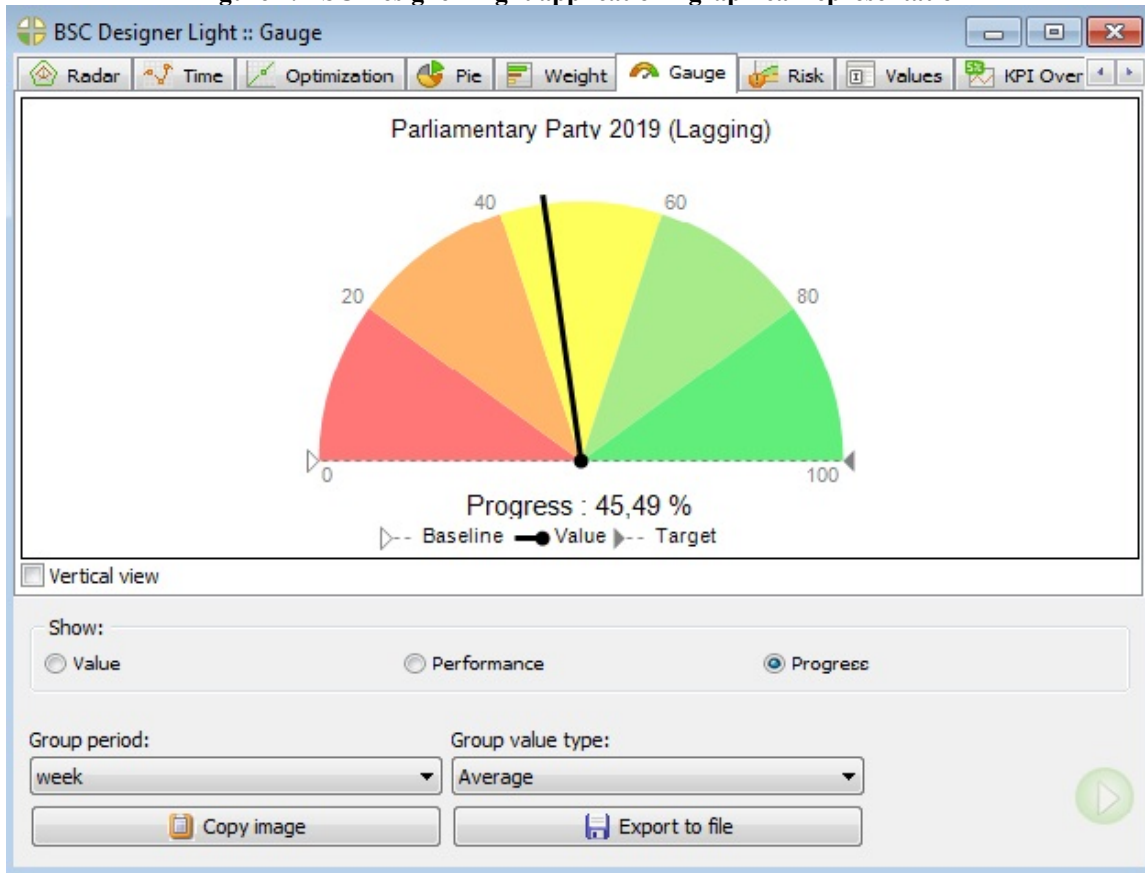 BSC Designer Light :: Gauge
Radar Time Optimization Pie Weight Gauge Risk Values KPI Over
Parliamentary Party 2019 (Lagging)
40 60
20 80
0 100
Progress : 45,49 %
Baseline Value Target
Vertical view
Show:
Value Performance Progress
Group period: Group value type:
week Average
Copy image Export to file